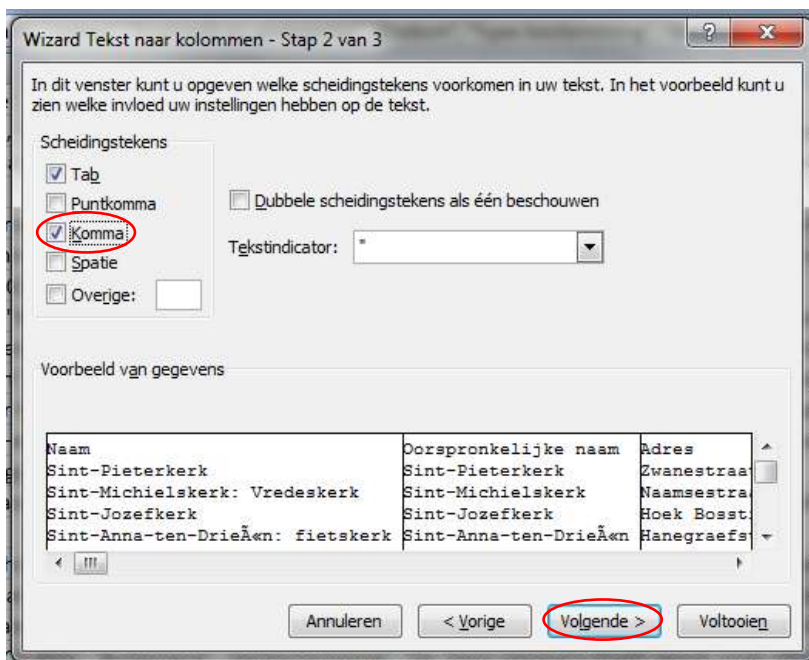 Wizard Tekst naar kolommen - Stap 2 van 3
In dit venster kunt u opgeven welke scheidingstekens voorkomen in uw tekst. In het voorbeeld kunt u
zien welke invloed uw instellingen hebben op de tekst.
Scheidingstekens
Tab
Puntkomma
Dubbele scheidingstekens als één beschouwen
Komma
Tekstindicator: "
Spatie
Overige:
Voorbeeld van gegevens
Naam Oorspronkelijke naam Adres
Sint-Pieterkerk Sint-Pieterkerk Zwanestraat
Sint-Michielskerk: Vredeskerk Sint-Michielskerk Naamsestra
Sint-Jozefkerk Sint-Jozefkerk Hoek Bosst
Sint-Anna-ten-DrieÃ«n: fietskerk Sint-Anna-ten-DrieÃ«n Hanegraefs
Annuleren < Vorige Volgende > Voltooien